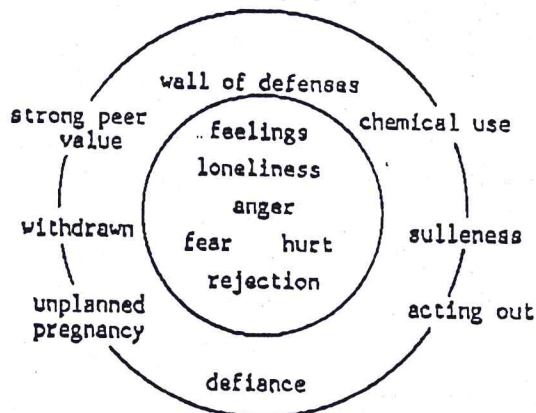 wall of defenses
strong peer
value
chemical use
feelings
loneliness
anger
fear hurt
rejection
withdrawn
sulleness
unplanned
pregnancy
acting out
defiance